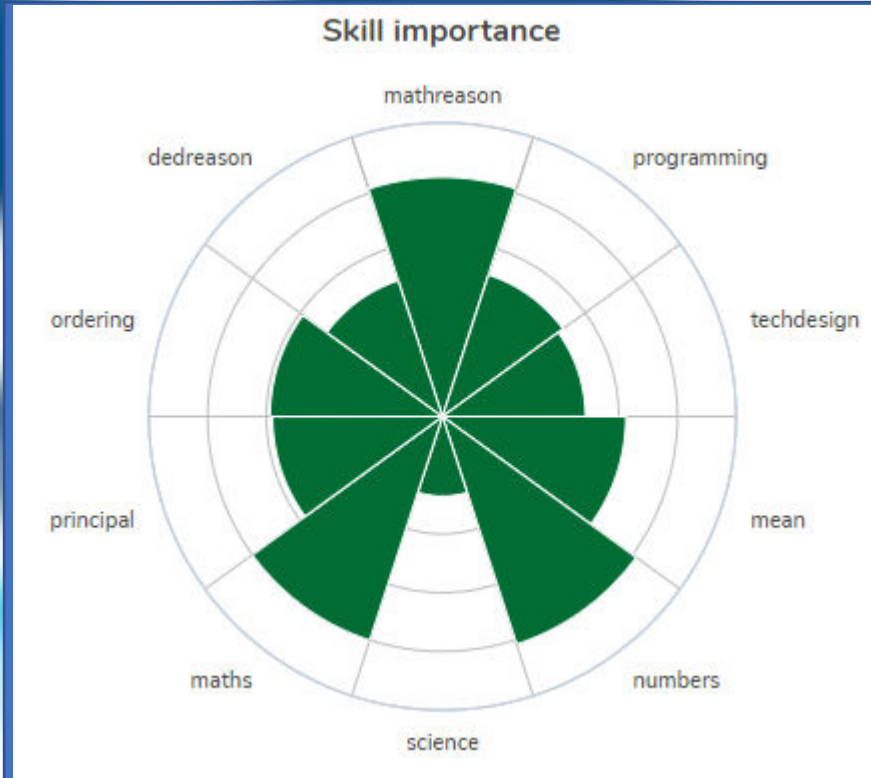 Skill importance
mathreason
dedreason
programming
ordering
techdesign
principal
mean
maths
numbers
science